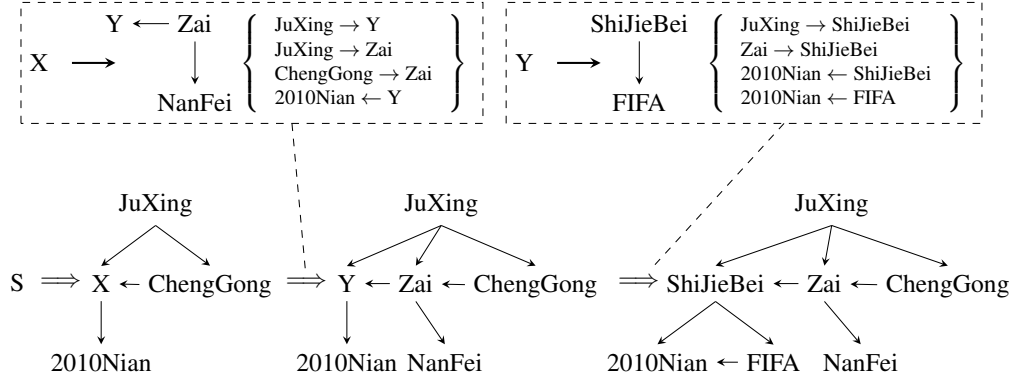 Y ← Zai
X → NanFei
{ JuXing → Y
JuXing → Zai
ChengGong → Zai
2010Nian ← Y }
ShiJieBei
Y → FIFA
{ JuXing → ShiJieBei
Zai → ShiJieBei
2010Nian ← ShiJieBei
2010Nian ← FIFA }
JuXing JuXing JuXing
S ⇒ X ← ChengGong ⇒ Y ← Zai ← ChengGong ⇒ ShiJieBei ← Zai ← ChengGong
2010Nian 2010Nian NanFei 2010Nian ← FIFA NanFei